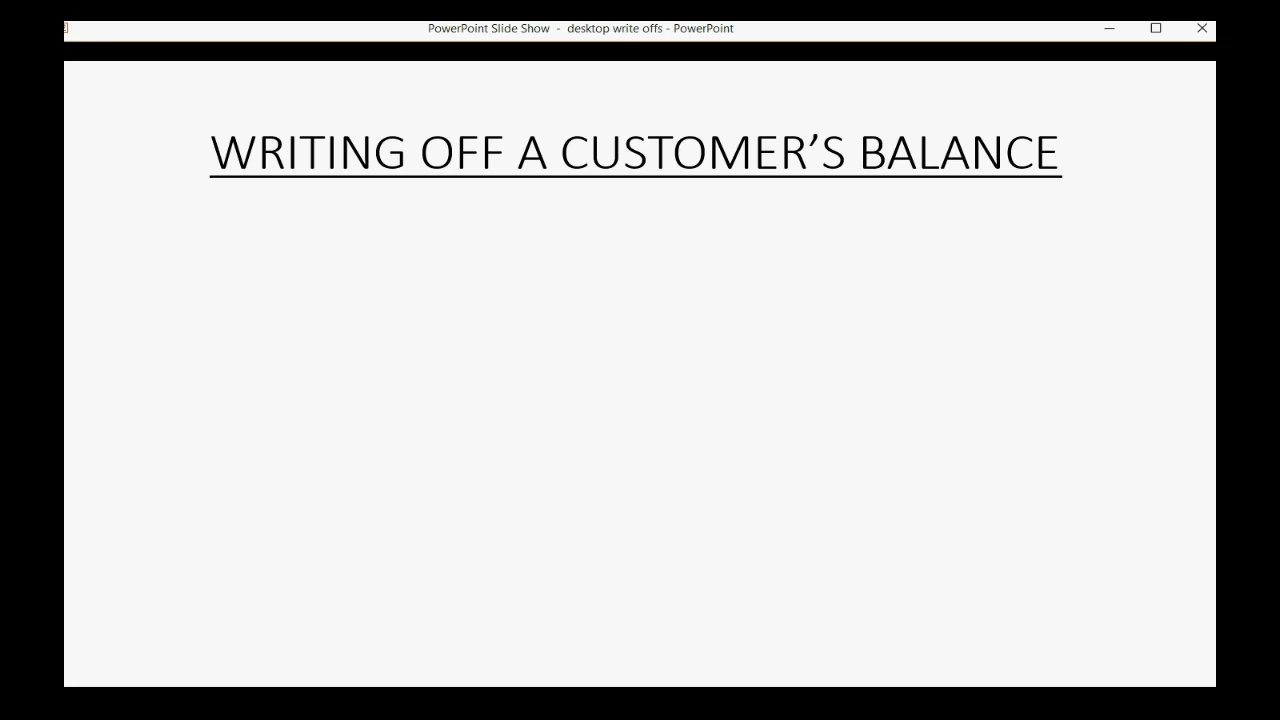 PowerPoint Slide Show - desktop write offs - PowerPoint
WRITING OFF A CUSTOMER’S BALANCE